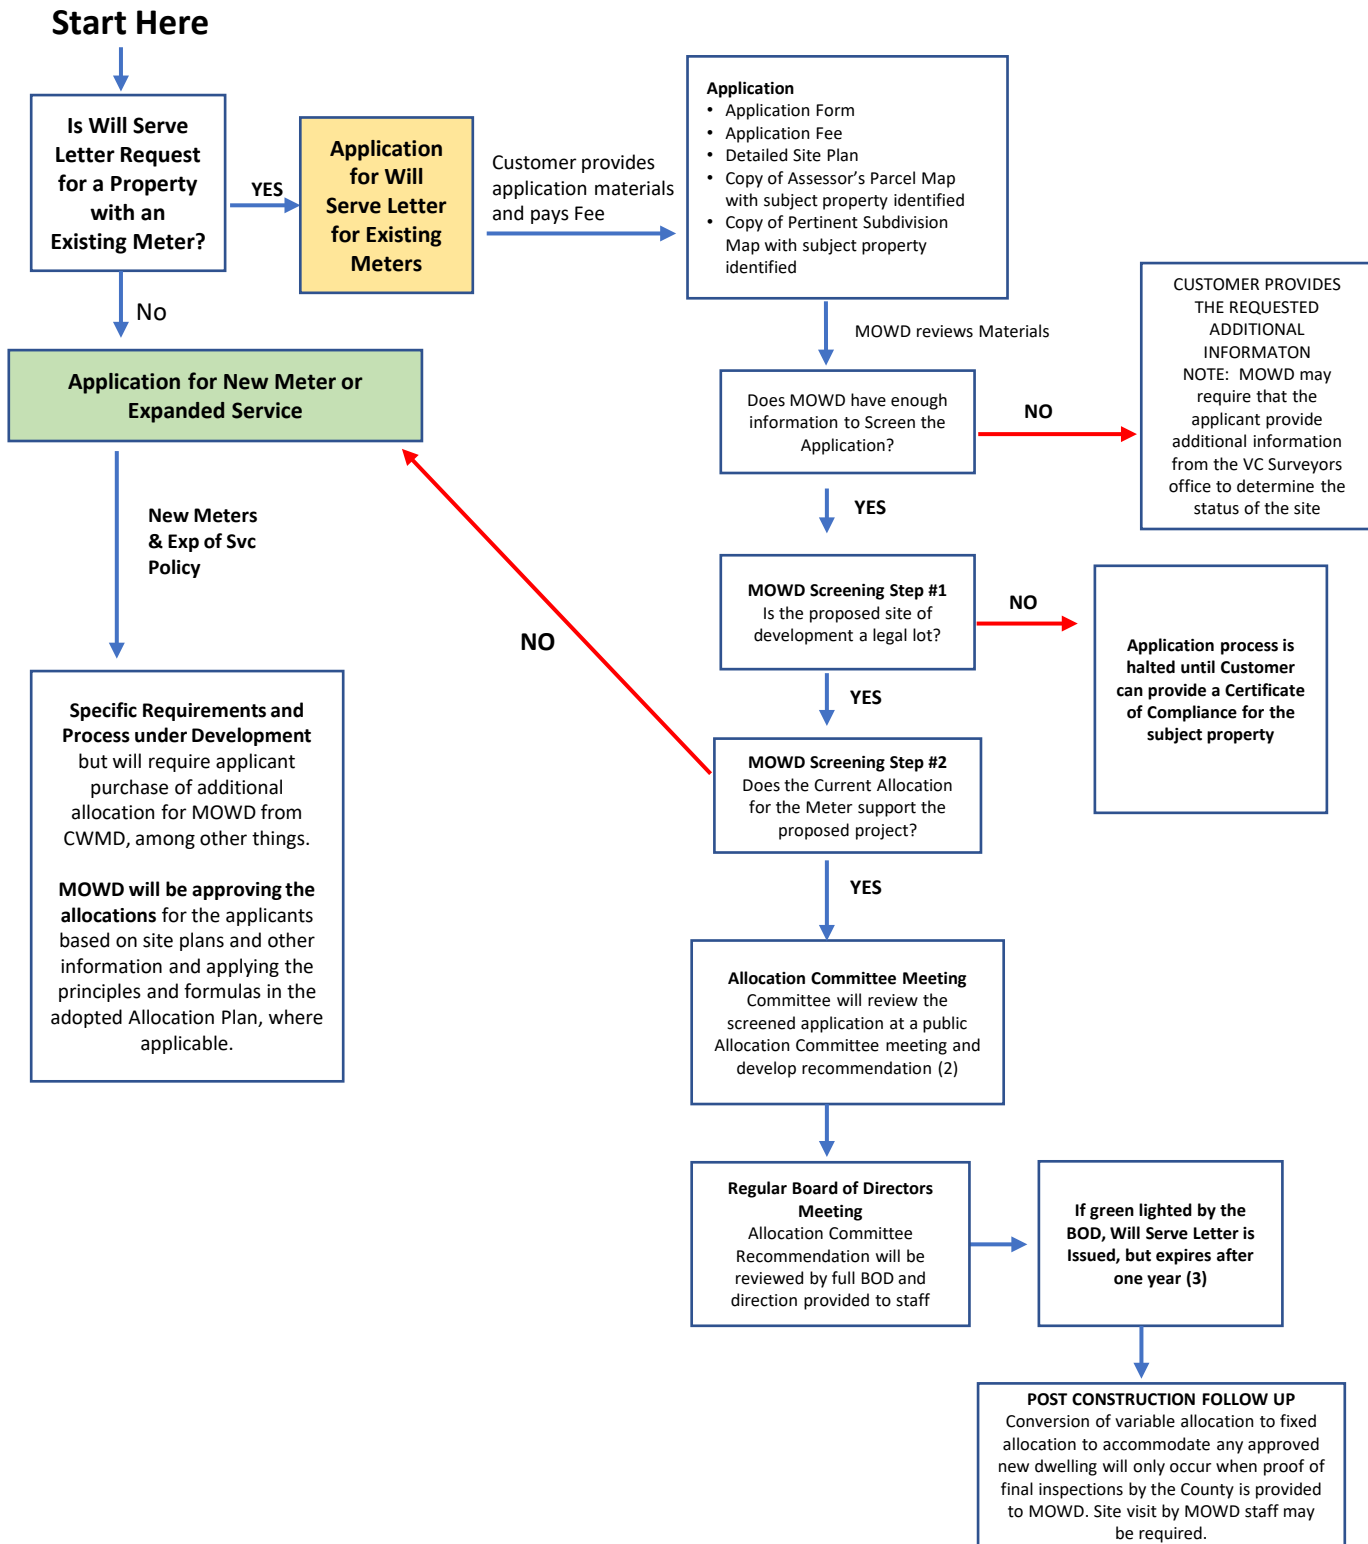 Start Here
Is Will Serve
Letter Request
for a Property
with an
Existing Meter?
YES
Application
for Will
Serve Letter
for Existing
Meters
Customer provides
application materials
and pays Fee
Application
• Application Form
• Application Fee
• Detailed Site Plan
• Copy of Assessor's Parcel Map
with subject property identified
• Copy of Pertinent Subdivision
Map with subject property
identified
No
MOWD reviews Materials
Application for New Meter or
Expanded Service
Does MOWD have enough
information to Screen the
Application?
NO
CUSTOMER PROVIDES
THE REQUESTED
ADDITIONAL
INFORMATON
NOTE: MOWD may
require that the
applicant provide
additional information
from the VC Surveyors
office to determine the
status of the site
YES
New Meters
& Exp of Svc
Policy
MOWD Screening Step #1
Is the proposed site of
development a legal lot?
NO
Application process is
halted until Customer
can provide a Certificate
of Compliance for the
subject property
YES
NO
MOWD Screening Step #2
Does the Current Allocation
for the Meter support the
proposed project?
Specific Requirements and
Process under Development
but will require applicant
purchase of additional
allocation for MOWD from
CWMD, among other things.
MOWD will be approving the
allocations for the applicants
based on site plans and other
information and applying the
principles and formulas in the
adopted Allocation Plan, where
applicable.
YES
Allocation Committee Meeting
Committee will review the
screened application at a public
Allocation Committee meeting and
develop recommendation (2)
Regular Board of Directors
Meeting
Allocation Committee
Recommendation will be
reviewed by full BOD and
direction provided to staff
If green lighted by the
BOD, Will Serve Letter is
Issued, but expires after
one year (3)
POST CONSTRUCTION FOLLOW UP
Conversion of variable allocation to fixed
allocation to accommodate any approved
new dwelling will only occur when proof of
final inspections by the County is provided
to MOWD. Site visit by MOWD staff may
be required.